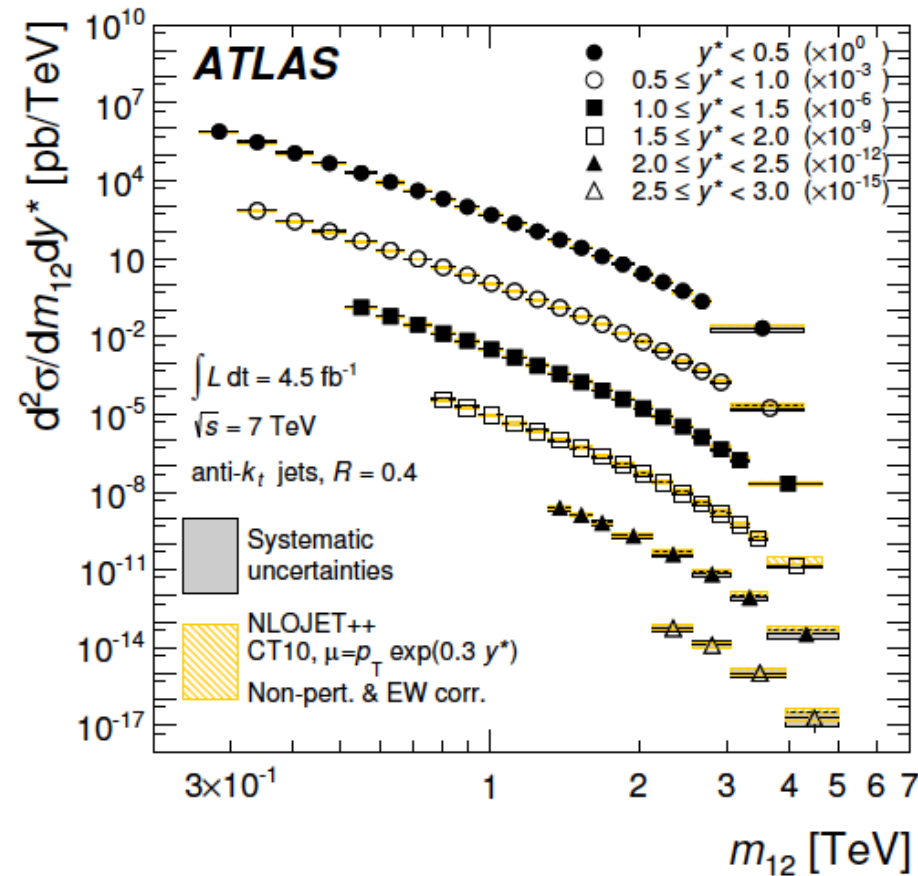 ATLAS
y* < 0.5 (×10⁰)
0.5 ≤ y* < 1.0 (×10⁻³)
1.0 ≤ y* < 1.5 (×10⁻⁶)
1.5 ≤ y* < 2.0 (×10⁻⁹)
2.0 ≤ y* < 2.5 (×10⁻¹²)
2.5 ≤ y* < 3.0 (×10⁻¹⁵)
d²σ/dm₁₂dy* [pb/TeV]
10¹⁰
10⁷
10⁴
10
10⁻²
10⁻⁵
10⁻⁸
10⁻¹¹
10⁻¹⁴
10⁻¹⁷
∫ L dt = 4.5 fb⁻¹
√s = 7 TeV
anti-kₜ jets, R = 0.4
Systematic
uncertainties
NLOJET++
CT10, μ=p_T exp(0.3 y*)
Non-pert. & EW corr.
3×10⁻¹ 1 2 3 4 5 6 7
m₁₂ [TeV]